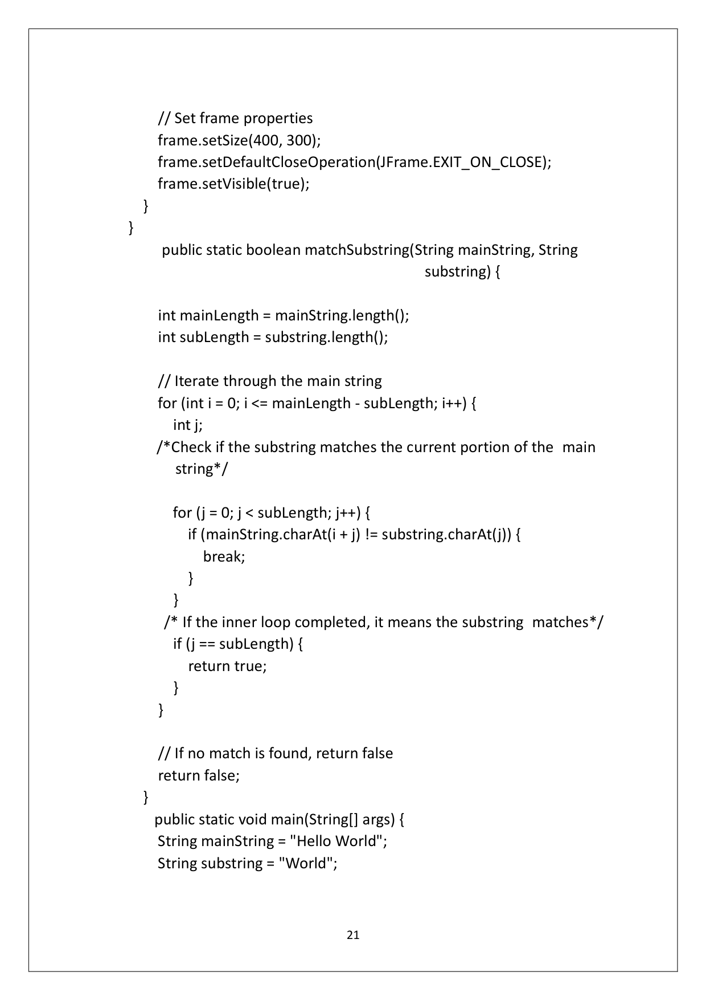 // Set frame properties
frame.setSize(400, 300);
frame.setDefaultCloseOperation(JFrame.EXIT_ON_CLOSE);
frame.setVisible(true);
}
}
public static boolean matchSubstring(String mainString, String
substring) {
int mainLength = mainString.length();
int subLength = substring.length();
// Iterate through the main string
for (int i = 0; i <= mainLength - subLength; i++) {
int j;
/*Check if the substring matches the current portion of the  main
string*/
for (j = 0; j < subLength; j++) {
if (mainString.charAt(i + j) != substring.charAt(j)) {
break;
}
}
/* If the inner loop completed, it means the substring  matches*/
if (j == subLength) {
return true;
}
}
// If no match is found, return false
return false;
}
public static void main(String[] args) {
String mainString = "Hello World";
String substring = "World";
21